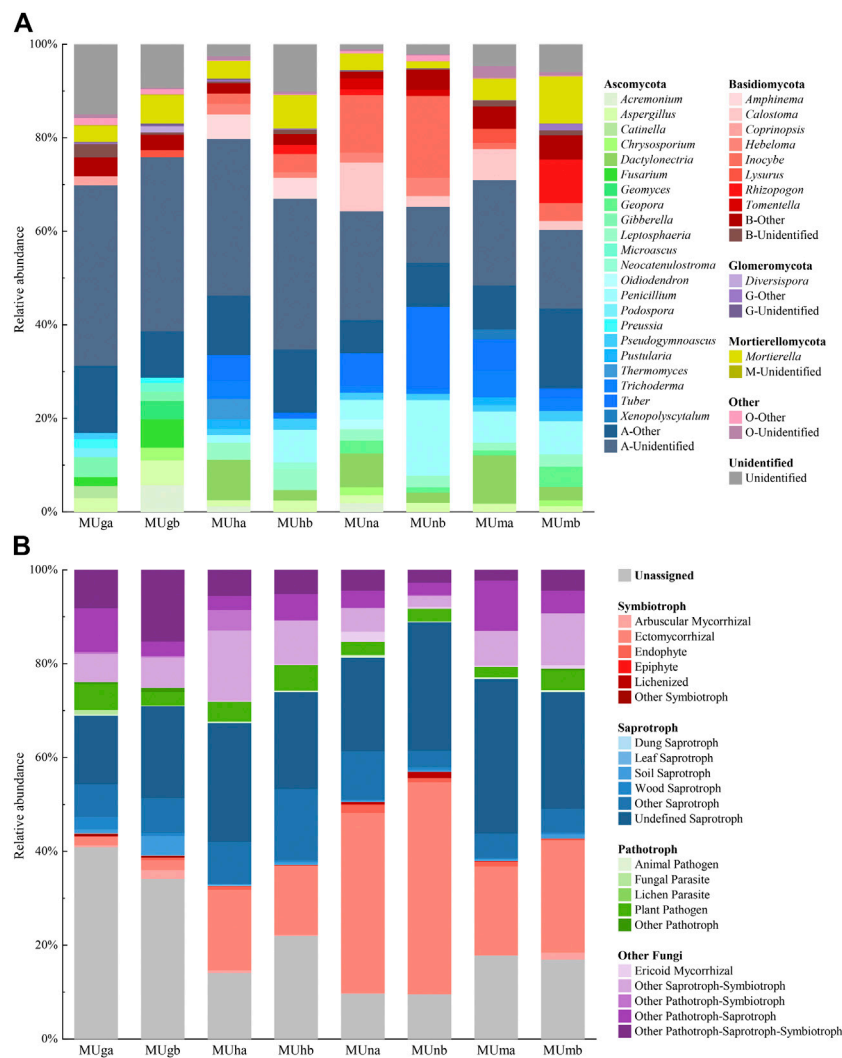 A
Relative abundance
100%
80%
60%
40%
20%
0%
MUga MUgb MUha MUhb MUna MUnb MUma MUmb
Ascomycota
Acremonium
Aspergillus
Catinella
Chrysosporium
Dactylonectria
Fusarium
Geomyces
Geopora
Gibberella
Leptosphaeria
Microascus
Neocatenulostroma
Oidiodendron
Penicillium
Podospora
Preussia
Pseudogymnoascus
Pustularia
Thermomyces
Trichoderma
Tuber
Xenopolyscytalum
A-Other
A-Unidentified
Basidiomycota
Amphinema
Calostoma
Coprinopsis
Hebeloma
Inocybe
Lysurus
Rhizopogon
Tomentella
B-Other
B-Unidentified
Glomeromycota
Diversispora
G-Other
G-Unidentified
Mortierellomycota
Mortierella
M-Unidentified
Other
O-Other
O-Unidentified
Unidentified
Unidentified
B
Relative abundance
100%
80%
60%
40%
20%
0%
MUga MUgb MUha MUhb MUna MUnb MUma MUmb
Unassigned
Symbiotroph
Arbuscular Mycorrhizal
Ectomycorrhizal
Endophyte
Epiphyte
Lichenized
Other Symbiotroph
Saprotroph
Dung Saprotroph
Leaf Saprotroph
Soil Saprotroph
Wood Saprotroph
Other Saprotroph
Undefined Saprotroph
Pathotroph
Animal Pathogen
Fungal Parasite
Lichen Parasite
Plant Pathogen
Other Pathotroph
Other Fungi
Ericoid Mycorrhizal
Other Saprotroph-Symbiotroph
Other Pathotroph-Symbiotroph
Other Pathotroph-Saprotroph
Other Pathotroph-Saprotroph-Symbiotroph